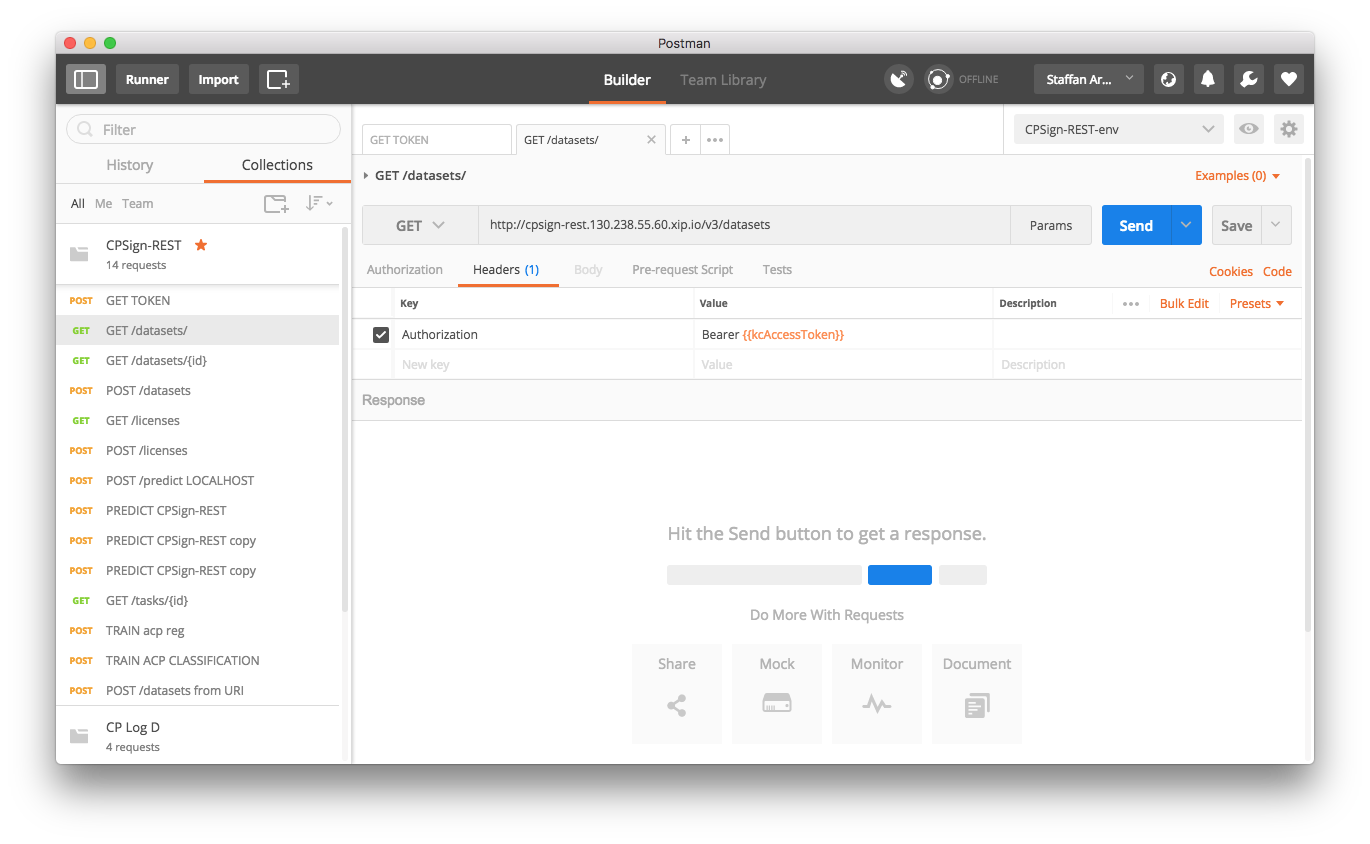 Postman
Runner
Import
Builder
Team Library
OFFLINE
Staffan Ar...
Filter
History
Collections
All Me Team
CPSign-REST
14 requests
POST GET TOKEN
GET GET /datasets/
GET GET /datasets/{id}
POST POST /datasets
GET GET /licenses
POST POST /licenses
POST POST /predict LOCALHOST
POST PREDICT CPSign-REST
POST PREDICT CPSign-REST copy
POST PREDICT CPSign-REST copy
GET GET /tasks/{id}
POST TRAIN acp reg
POST TRAIN ACP CLASSIFICATION
POST POST /datasets from URI
CP Log D
4 requests
GET TOKEN
GET /datasets/
CPSign-REST-env
GET /datasets/
Examples (0)
GET
http://cpsign-rest.130.238.55.60.xip.io/v3/datasets
Params
Send
Save
Authorization
Headers (1)
Body
Pre-request Script
Tests
Cookies Code
Key Value Description Bulk Edit Presets
Authorization Bearer {{kcAccessToken}}
New key Value Description
Response
Hit the Send button to get a response.
Do More With Requests
Share Mock Monitor Document